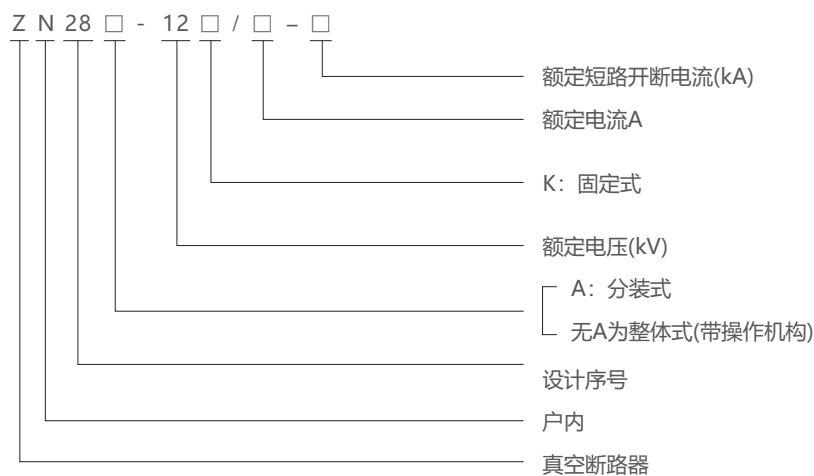 Z N 28 □ - 12 □ / □ – □
额定短路开断电流(kA)
额定电流A
K：固定式
额定电压(kV)
A：分装式
无A为整体式(带操作机构)
设计序号
户内
真空断路器